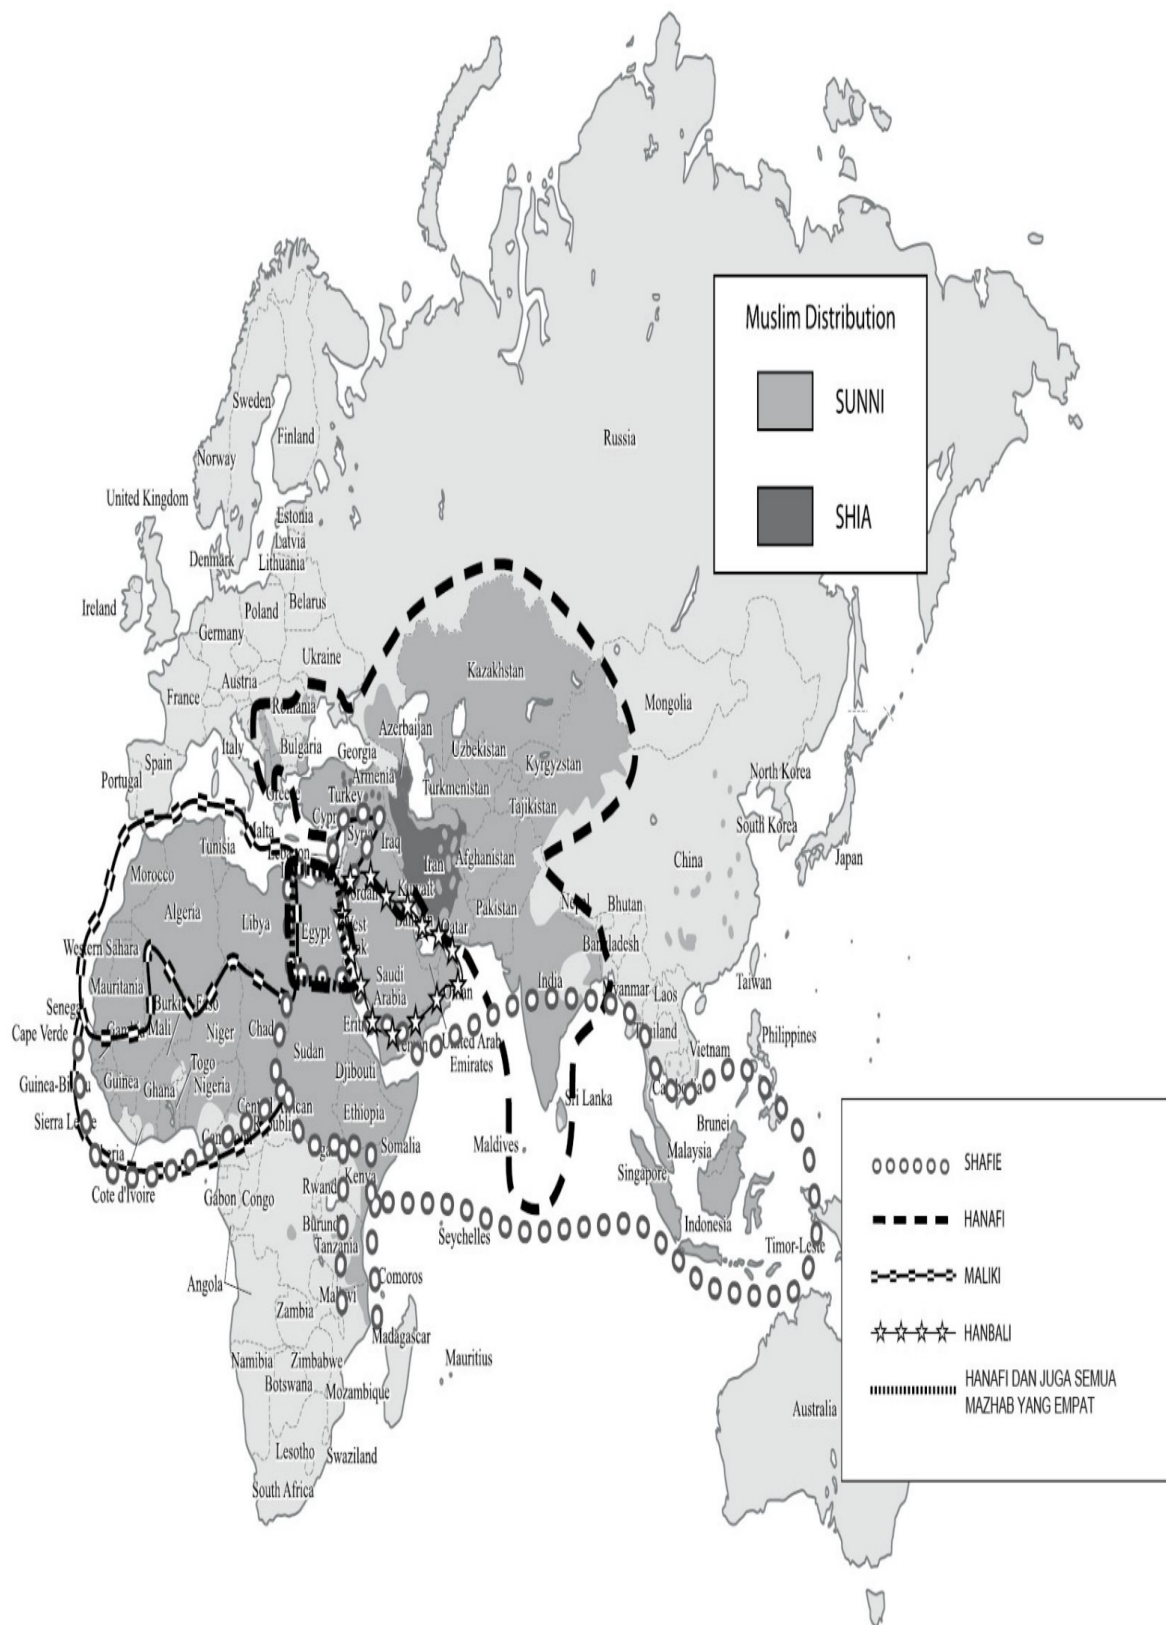 Muslim Distribution
SUNNI
SHIA
Sweden
Finland
Norway
Russia
United Kingdom
Estonia
Latvia
Lithuania
Denmark
Ireland
Belarus
Poland
Germany
Ukraine
Austria
France
Kazakhstan
Mongolia
Romania
Azerbaijan
Italy
Bulgaria
Georgia
Uzbekistan
Kyrgyzstan
Spain
Portugal
Armenia
Turkmenistan
North Korea
Greece
Turkey
Tajikistan
South Korea
Malta
Tunisia
Iraq
Iran
Afghanistan
China
Japan
Morocco
Kuwait
Algeria
Libya
Egypt
Pakistan
Nepal
Bhutan
Qatar
Bangladesh
Western Sahara
Mauritania
Saudi
Arabia
India
Laos
Taiwan
Cape Verde
Mali
Niger
Chad
Sudan
United Arab
Emirates
Vietnam
Philippines
Guinea
Ghana
Togo
Nigeria
Djibouti
Ethiopia
Sri Lanka
Somalia
Maldives
Brunei
Malaysia
Singapore
Cote d'Ivoire
Gabon
Congo
Kenya
Seychelles
Indonesia
Timor-Leste
Tanzania
Angola
Comoros
Zambia
Madagascar
Mauritius
Namibia
Zimbabwe
Botswana
Mozambique
Australia
Lesotho
Swaziland
South Africa
SHAFIE
HANAFI
MALIKI
HANBALI
HANAFI DAN JUGA SEMUA
MAZHAB YANG EMPAT